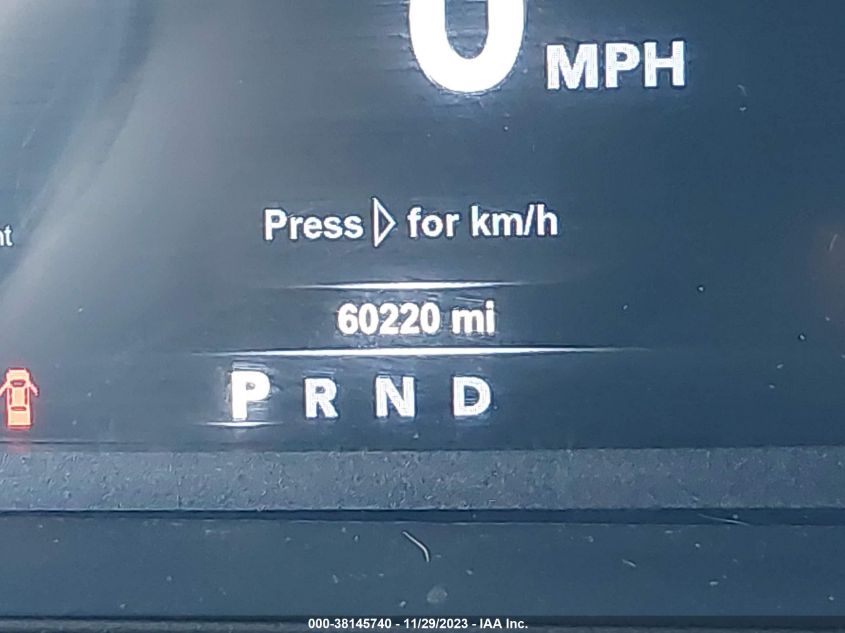 0 MPH
Press ▷ for km/h
60220 mi
P R N D
000-38145740 - 11/29/2023 - IAA Inc.